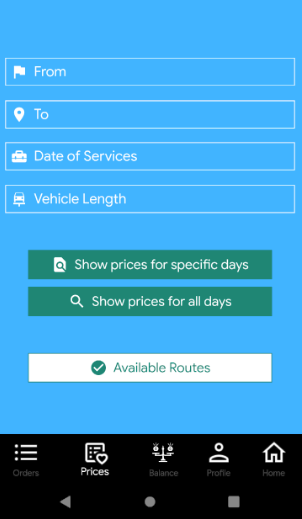 From
To
Date of Services
Vehicle Length
Show prices for specific days
Show prices for all days
Available Routes
Orders
Prices
Balance
Profile
Home